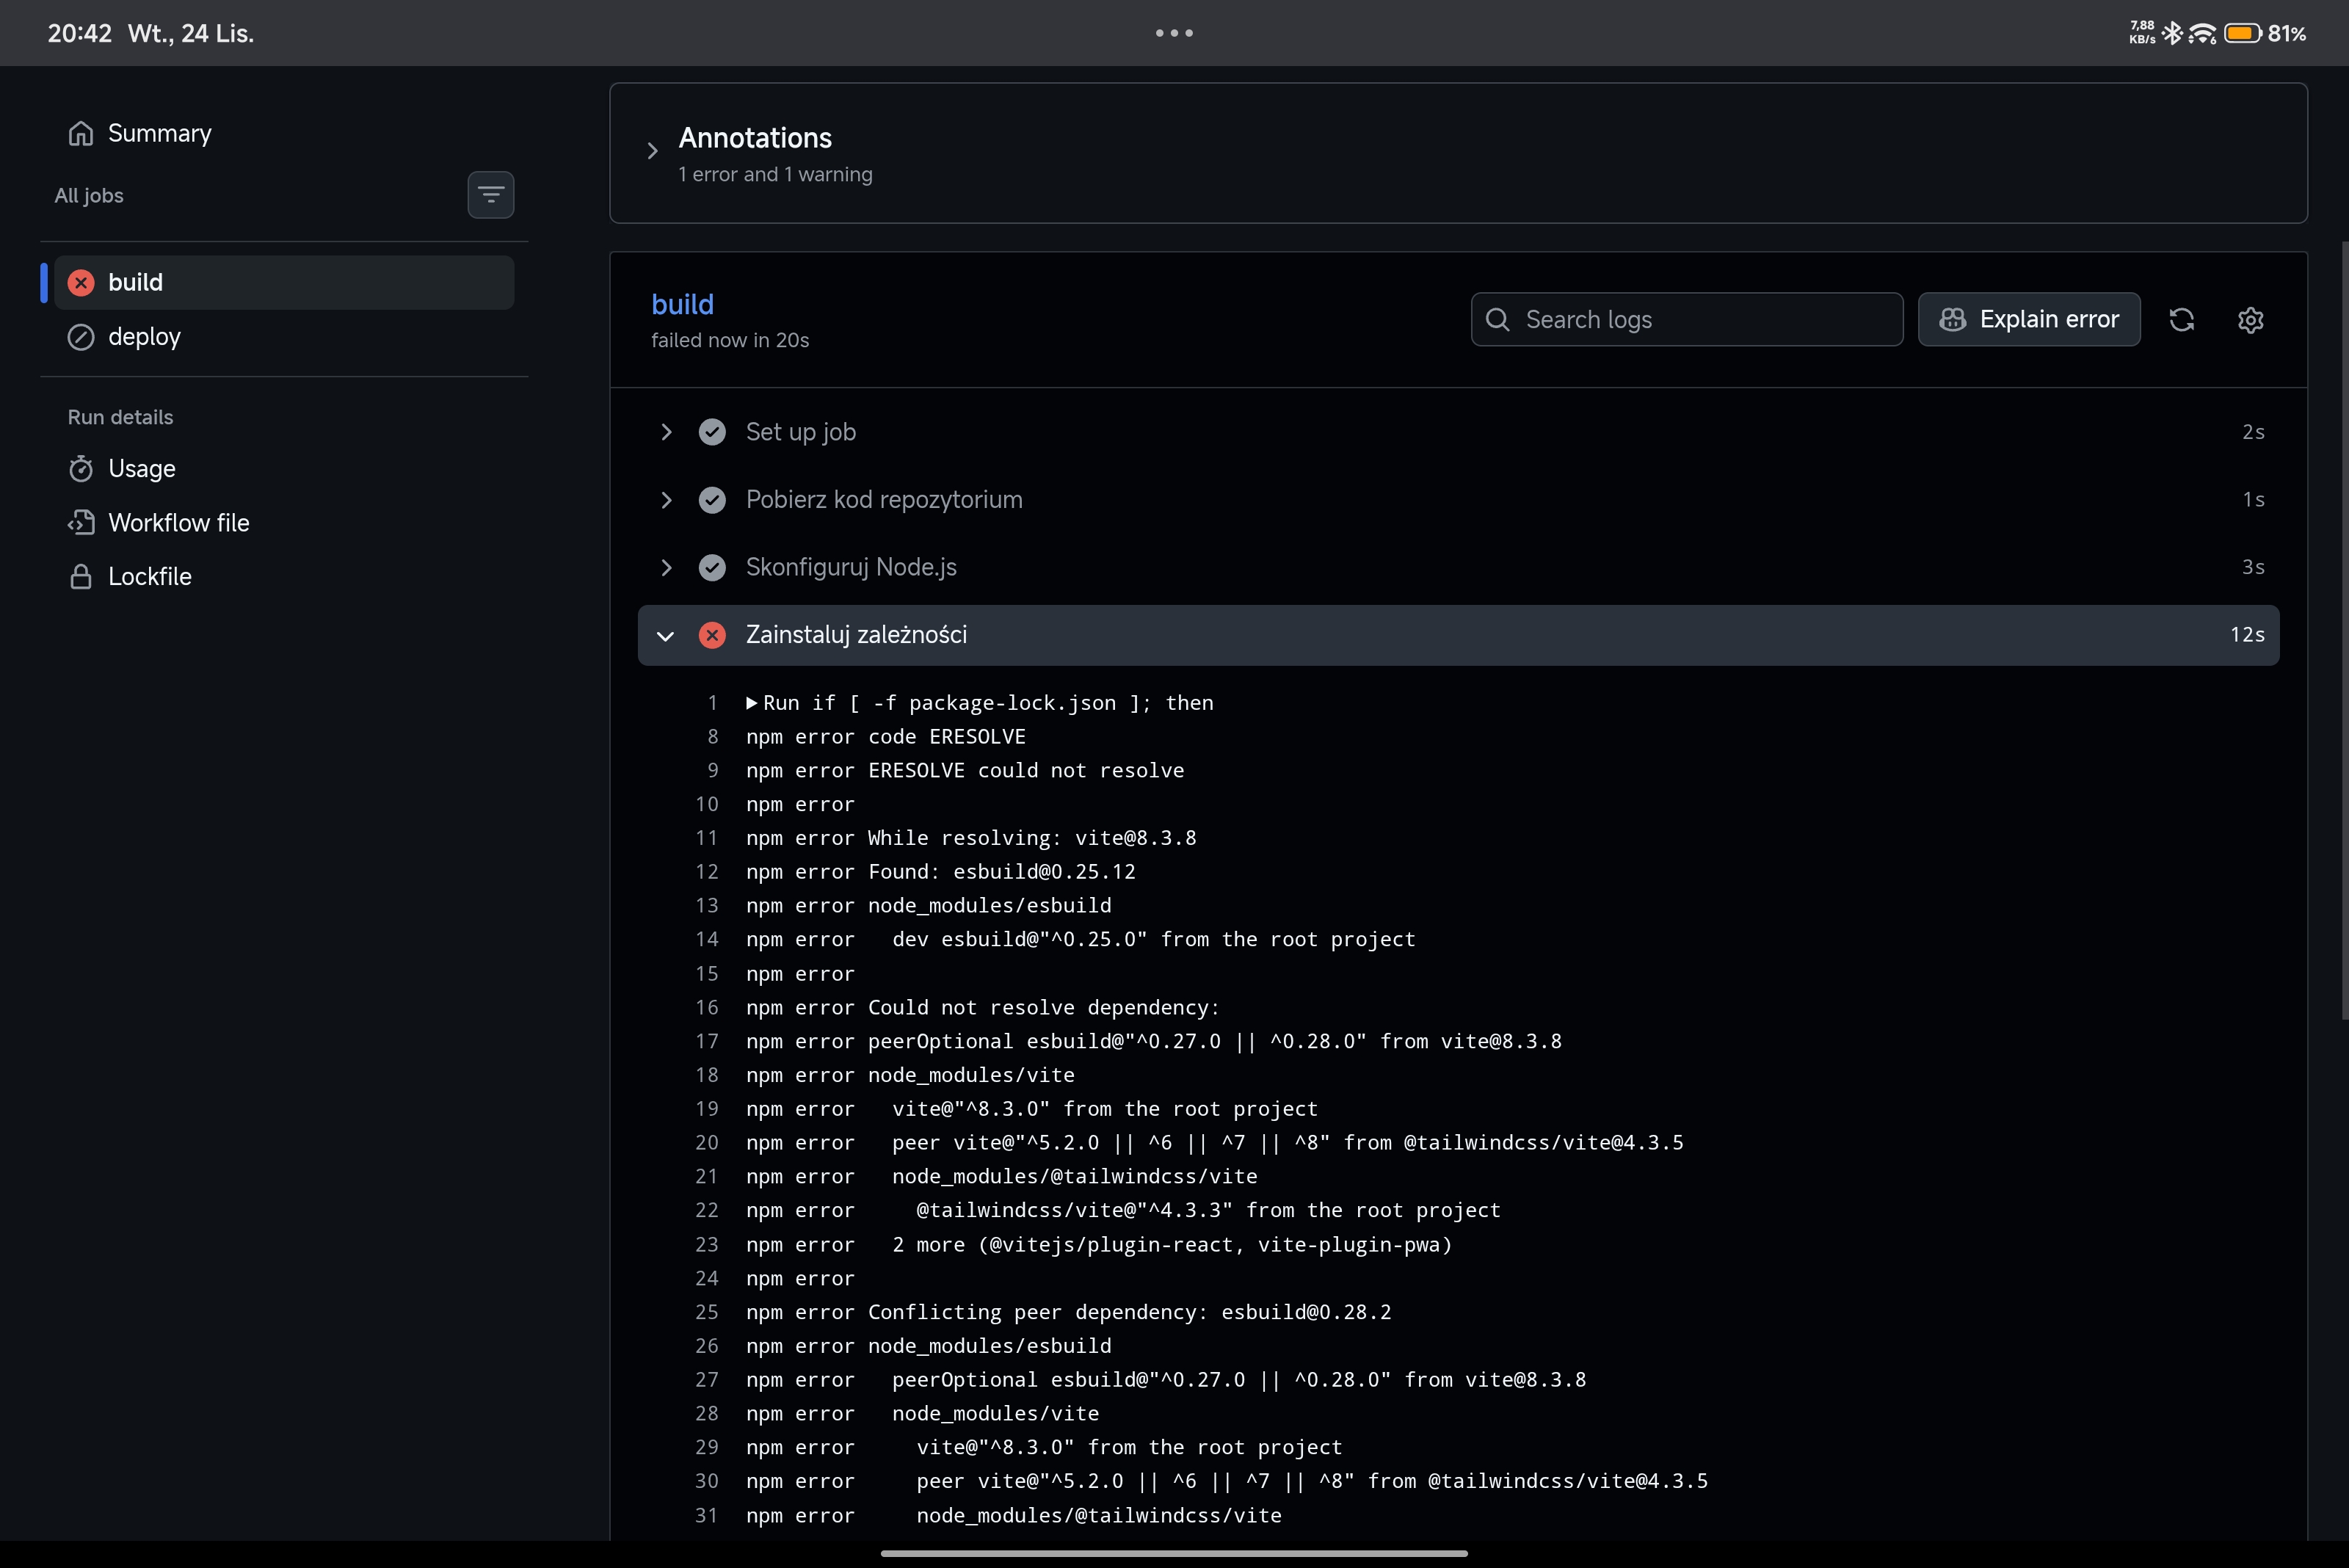 20:42 Wt., 24 Lis.
7,88 KB/s
6
81%
Summary
All jobs
build
deploy
Run details
Usage
Workflow file
Lockfile
Annotations
1 error and 1 warning
build
failed now in 20s
Search logs
Explain error
Set up job 2s
Pobierz kod repozytorium 1s
Skonfiguruj Node.js 3s
Zainstaluj zależności 12s
1 Run if [ -f package-lock.json ]; then
8 npm error code ERESOLVE
9 npm error ERESOLVE could not resolve
10 npm error
11 npm error While resolving: vite@8.3.8
12 npm error Found: esbuild@0.25.12
13 npm error node_modules/esbuild
14 npm error   dev esbuild@"^0.25.0" from the root project
15 npm error
16 npm error Could not resolve dependency:
17 npm error peerOptional esbuild@"^0.27.0 || ^0.28.0" from vite@8.3.8
18 npm error node_modules/vite
19 npm error   vite@"^8.3.0" from the root project
20 npm error   peer vite@"^5.2.0 || ^6 || ^7 || ^8" from @tailwindcss/vite@4.3.5
21 npm error   node_modules/@tailwindcss/vite
22 npm error     @tailwindcss/vite@"^4.3.3" from the root project
23 npm error   2 more (@vitejs/plugin-react, vite-plugin-pwa)
24 npm error
25 npm error Conflicting peer dependency: esbuild@0.28.2
26 npm error node_modules/esbuild
27 npm error   peerOptional esbuild@"^0.27.0 || ^0.28.0" from vite@8.3.8
28 npm error   node_modules/vite
29 npm error     vite@"^8.3.0" from the root project
30 npm error     peer vite@"^5.2.0 || ^6 || ^7 || ^8" from @tailwindcss/vite@4.3.5
31 npm error     node_modules/@tailwindcss/vite